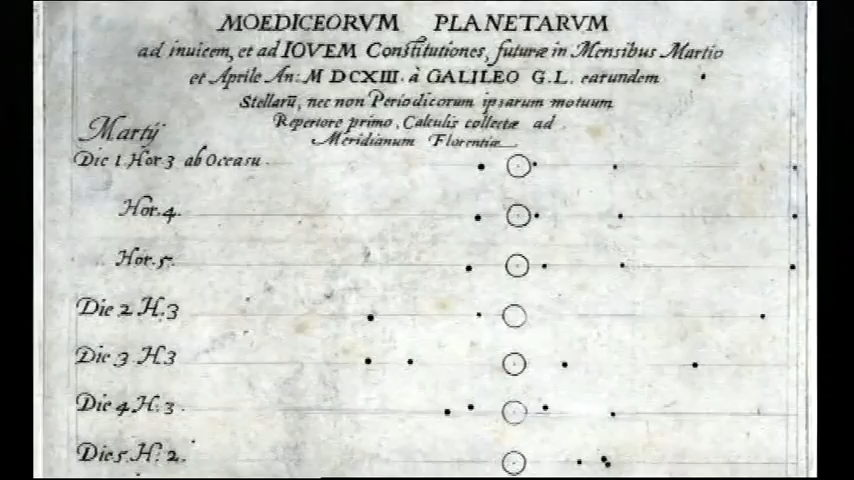 MOEDICEORVM PLANETARVM
ad inuicem, et ad IOVEM Constitutiones, futuræ in Mensibus Martio
et Aprile An: M DCXIII. à GALILEO G.L. earundem
Stellarū, nec non Periodicorum ipsarum motuum
Repertore primo, Calculis collectæ ad
Meridianum Florentiæ
Martij
Die 1. Hor. 3 ab Occasu.
Hor. 4.
Hor. 5.
Die 2 H. 3
Die 3 H. 3
Die 4 H. 3.
Die 5. H. 2.